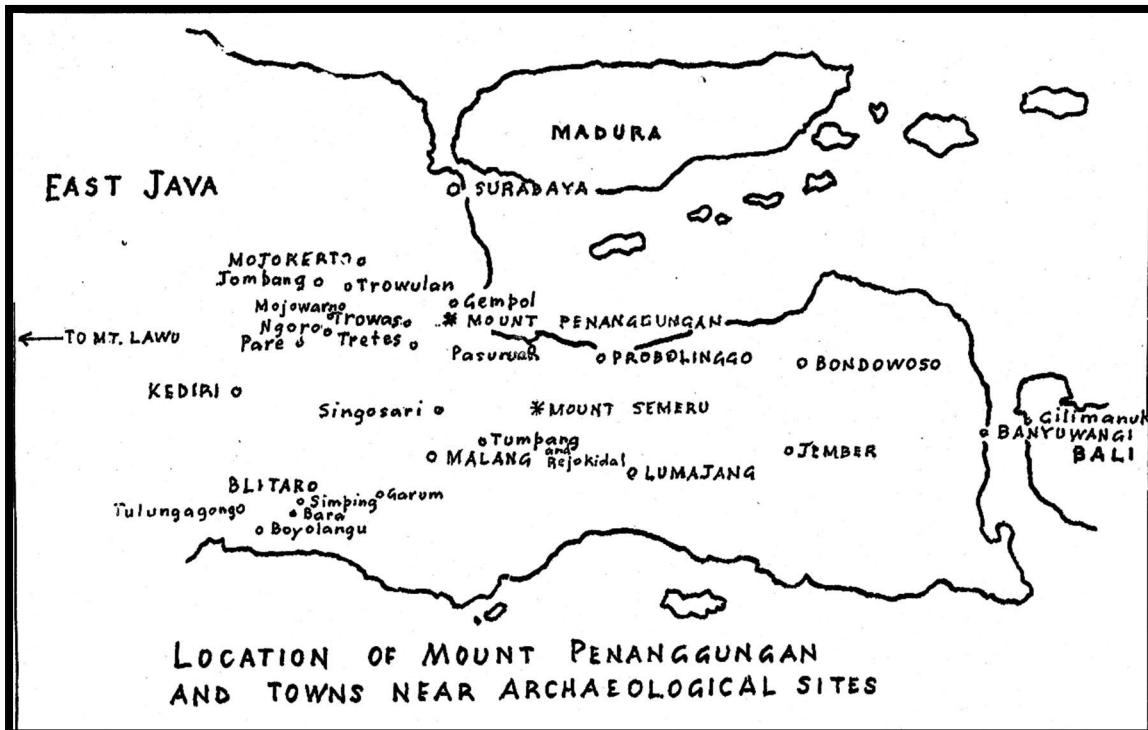 MADURA
EAST JAVA
SURABAYA
MOJOKERTO
Jombang
Trowulan
Gempol
Mojowarno
Trowas
MOUNT PENANGGUNGAN
Ngoro
TO MT. LAWU
Pare
Tretes
Pasuruan
PROBOLINGGO
BONDOWOSO
KEDIRI
Singosari
MOUNT SEMERU
Gilimanuk
BANYUWANGI
BALI
Tumpang
and
Rejokidal
MALANG
JEMBER
LUMAJANG
BLITAR
Simping
Garum
Tulungagong
Bara
Boyolangu
LOCATION OF MOUNT PENANGGUNGAN
AND TOWNS NEAR ARCHAEOLOGICAL SITES